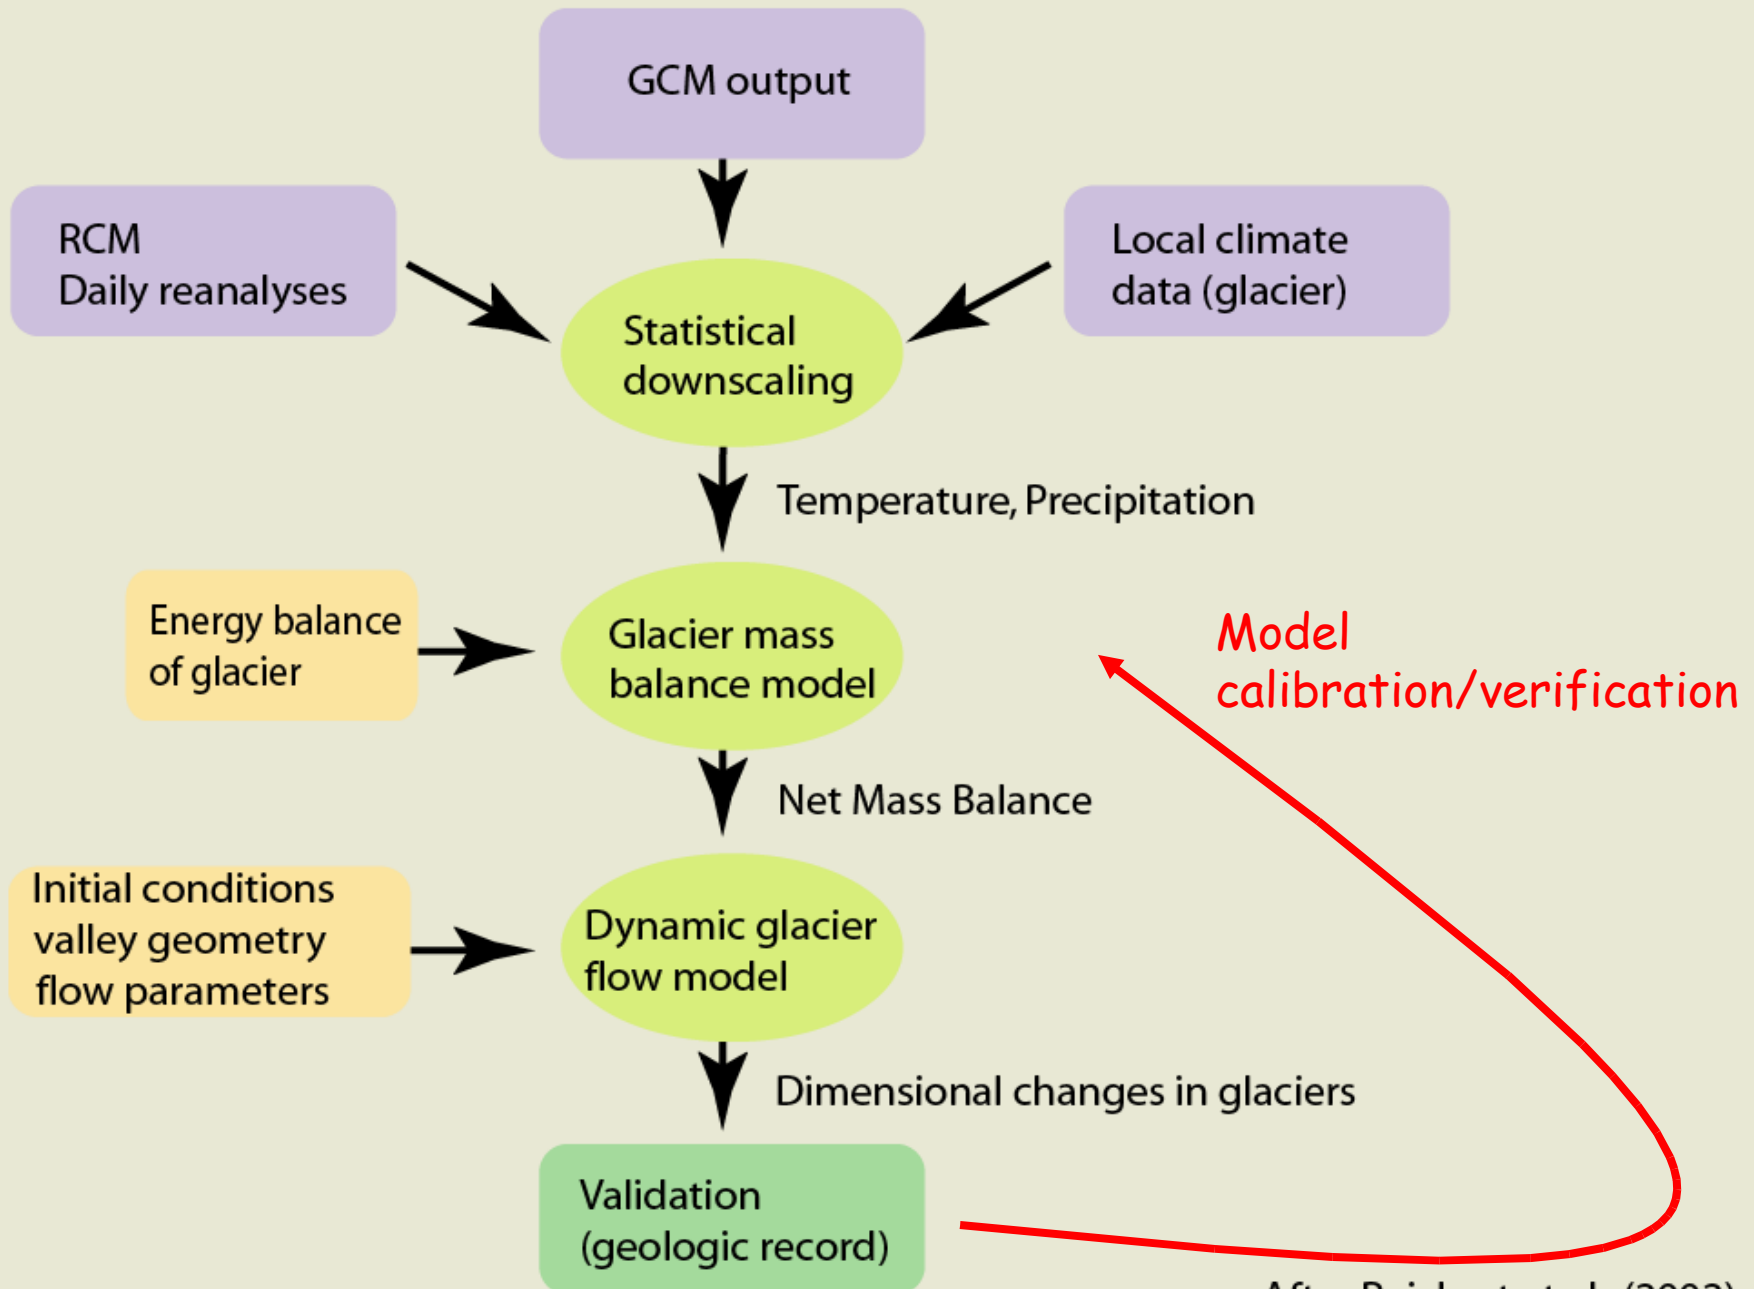 GCM output
RCM
Daily reanalyses
Local climate
data (glacier)
Statistical
downscaling
Temperature, Precipitation
Energy balance
of glacier
Glacier mass
balance model
Model
calibration/verification
Net Mass Balance
Initial conditions
valley geometry
flow parameters
Dynamic glacier
flow model
Dimensional changes in glaciers
Validation
(geologic record)
After